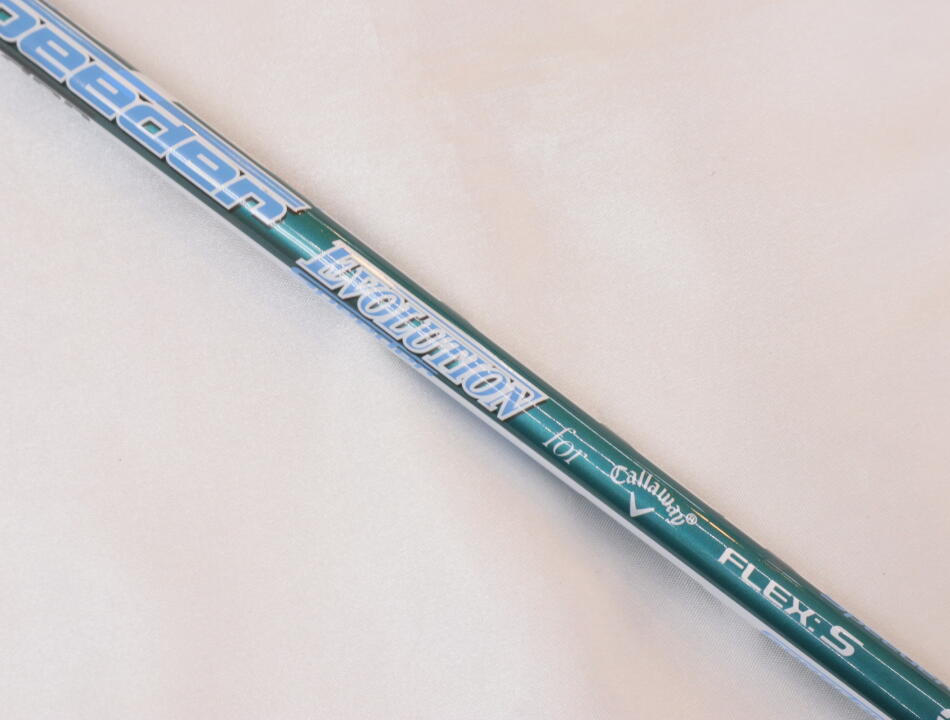 peeder
EVOLUTION
for
Callaway®
FLEX: S